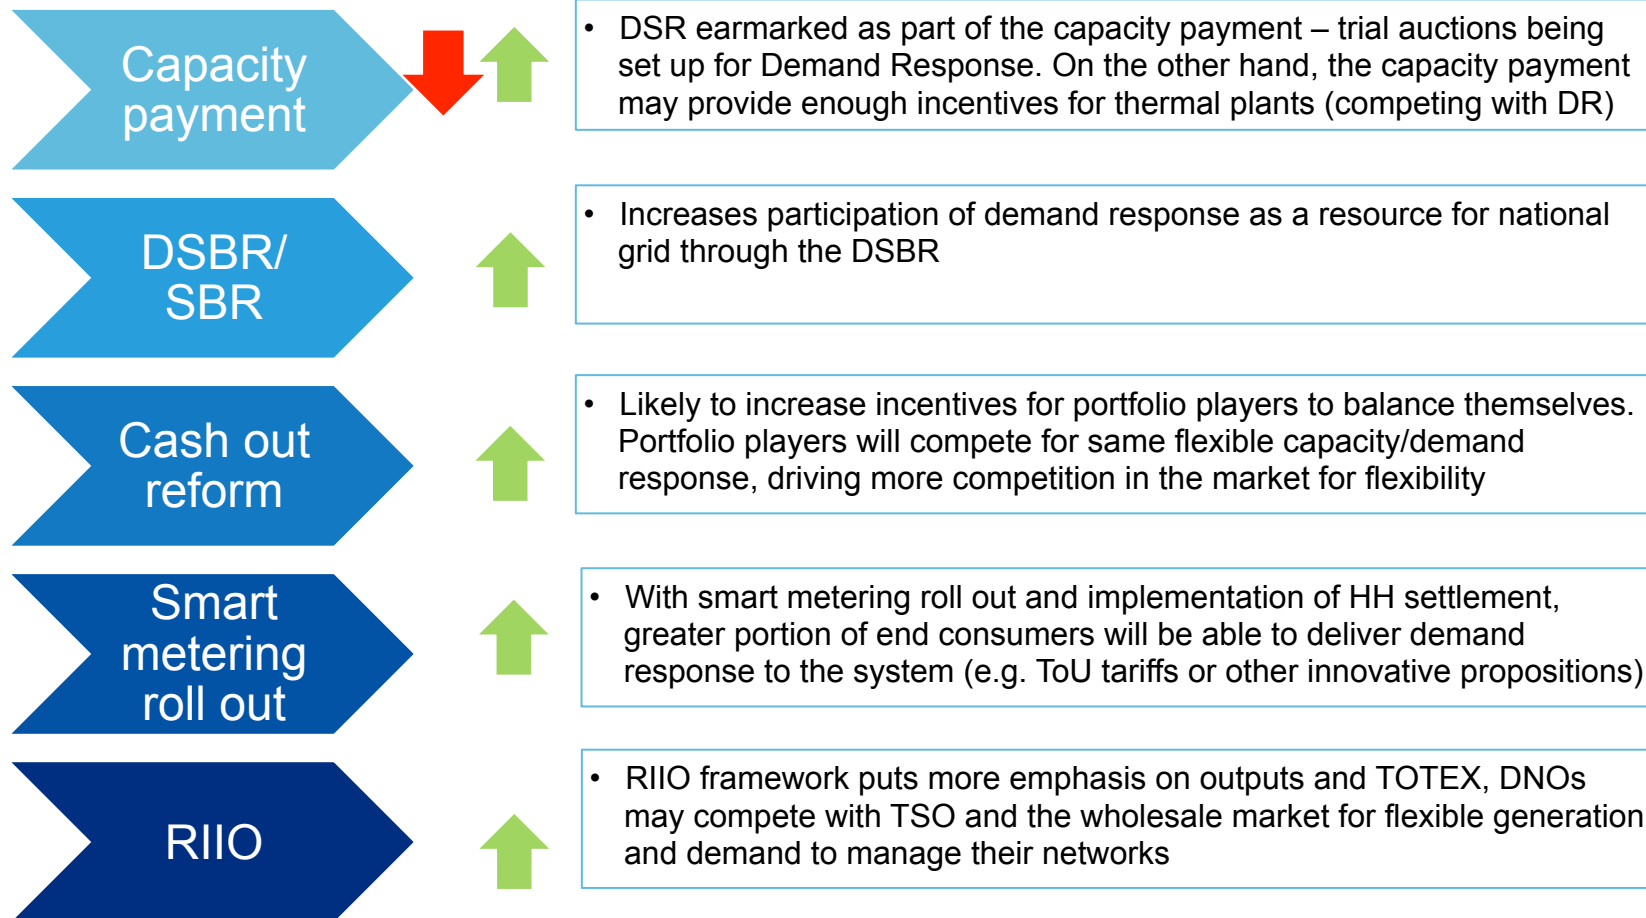 Capacity
payment
• DSR earmarked as part of the capacity payment – trial auctions being
set up for Demand Response. On the other hand, the capacity payment
may provide enough incentives for thermal plants (competing with DR)
DSBR/
SBR
• Increases participation of demand response as a resource for national
grid through the DSBR
Cash out
reform
• Likely to increase incentives for portfolio players to balance themselves.
Portfolio players will compete for same flexible capacity/demand
response, driving more competition in the market for flexibility
Smart
metering
roll out
• With smart metering roll out and implementation of HH settlement,
greater portion of end consumers will be able to deliver demand
response to the system (e.g. ToU tariffs or other innovative propositions)
RIIO
• RIIO framework puts more emphasis on outputs and TOTEX, DNOs
may compete with TSO and the wholesale market for flexible generation
and demand to manage their networks